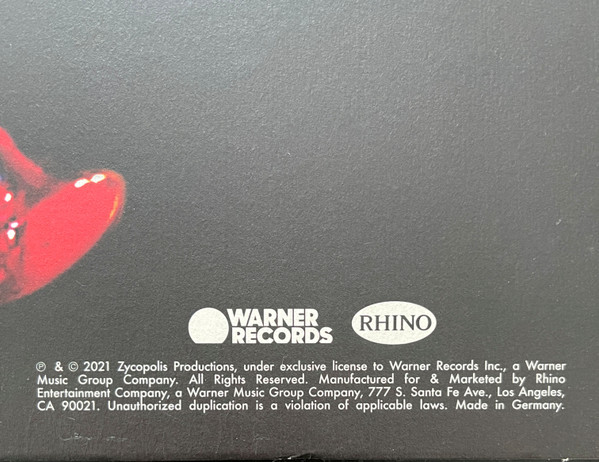 WARNER
RECORDS
RHINO
℗ & © 2021 Zycopolis Productions, under exclusive license to Warner Records Inc., a Warner
Music Group Company. All Rights Reserved. Manufactured for & Marketed by Rhino
Entertainment Company, a Warner Music Group Company, 777 S. Santa Fe Ave., Los Angeles,
CA 90021. Unauthorized duplication is a violation of applicable laws. Made in Germany.